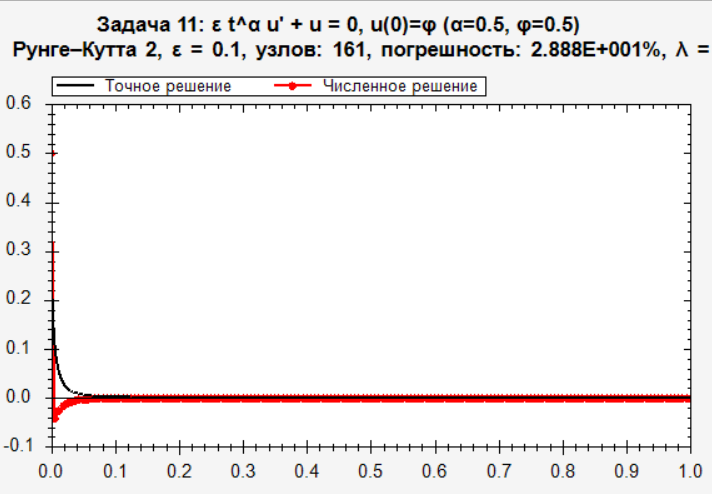 Задача 11: ε t^α u' + u = 0, u(0)=φ (α=0.5, φ=0.5)
Рунге–Кутта 2, ε = 0.1, узлов: 161, погрешность: 2.888E+001%, λ =
Точное решение
Численное решение
0.6
0.5
0.4
0.3
0.2
0.1
0.0
-0.1
0.0 0.1 0.2 0.3 0.4 0.5 0.6 0.7 0.8 0.9 1.0